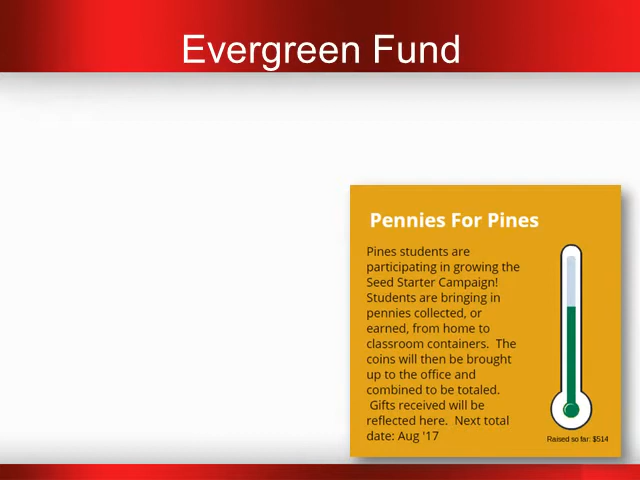 Evergreen Fund
Pennies For Pines
Pines students are
participating in growing the
Seed Starter Campaign!
Students are bringing in
pennies collected, or
earned, from home to
classroom containers.  The
coins will then be brought
up to the office and
combined to be totaled.
Gifts received will be
reflected here.  Next total
date: Aug '17
Raised so far: $514